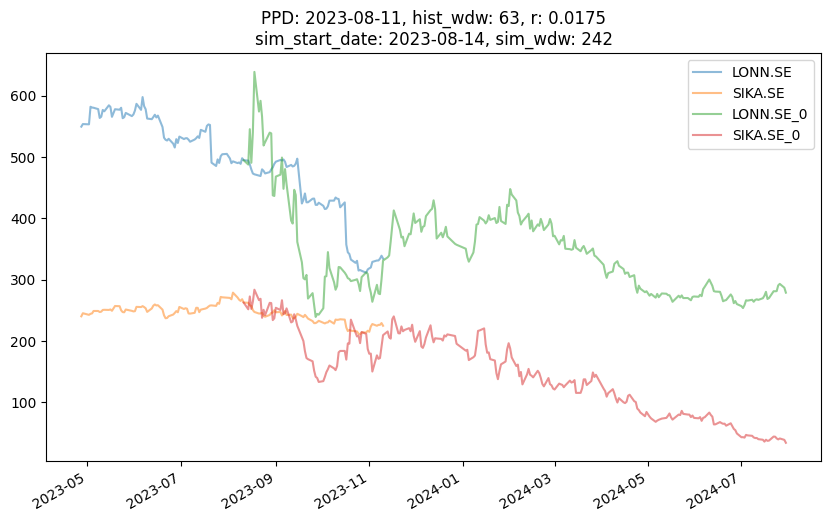 PPD: 2023-08-11, hist_wdw: 63, r: 0.0175
sim_start_date: 2023-08-14, sim_wdw: 242
LONN.SE
SIKA.SE
LONN.SE_0
SIKA.SE_0
600
500
400
300
200
100
2023-05
2023-07
2023-09
2023-11
2024-01
2024-03
2024-05
2024-07